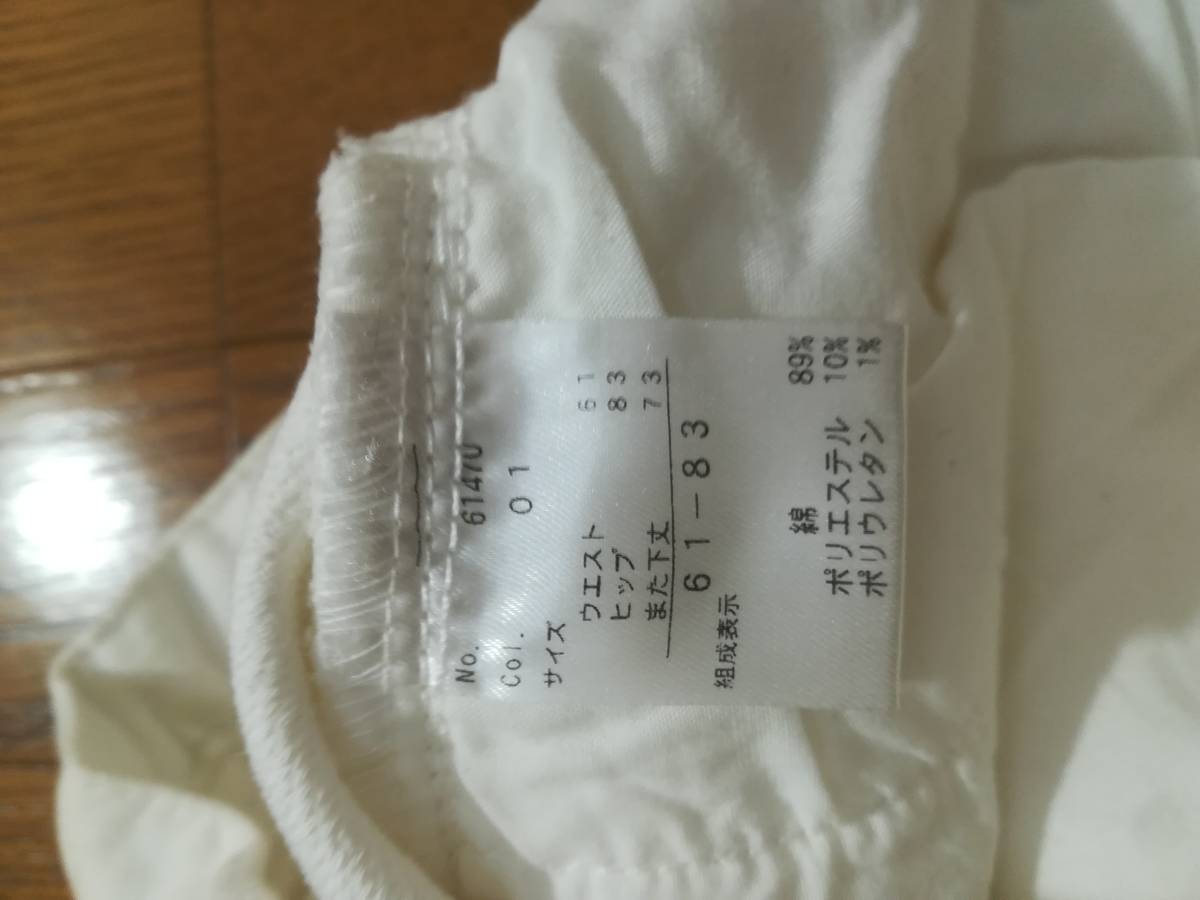 No. 61470
Col. 01
サイズ
ウエスト 61
ヒップ 83
また下丈 73
61-83
組成表示
綿 89%
ポリエステル 10%
ポリウレタン 1%